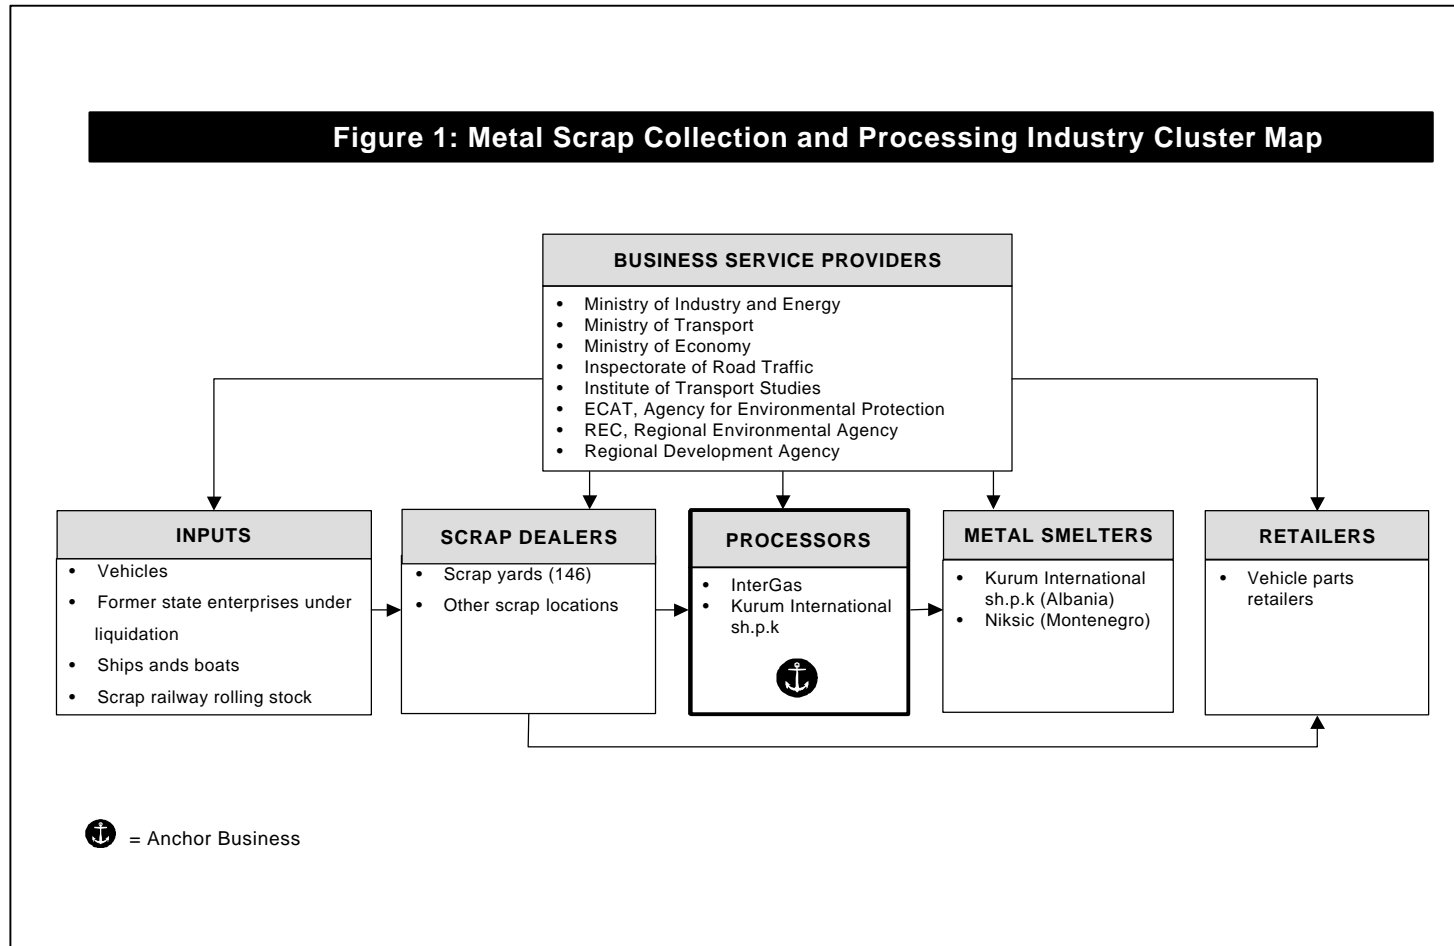 Figure 1: Metal Scrap Collection and Processing Industry Cluster Map
BUSINESS SERVICE PROVIDERS
• Ministry of Industry and Energy
• Ministry of Transport
• Ministry of Economy
• Inspectorate of Road Traffic
• Institute of Transport Studies
• ECAT, Agency for Environmental Protection
• REC, Regional Environmental Agency
• Regional Development Agency
INPUTS
• Vehicles
• Former state enterprises under
liquidation
• Ships ands boats
• Scrap railway rolling stock
SCRAP DEALERS
• Scrap yards (146)
• Other scrap locations
PROCESSORS
• InterGas
• Kurum International
sh.p.k
METAL SMELTERS
• Kurum International
sh.p.k (Albania)
• Niksic (Montenegro)
RETAILERS
• Vehicle parts
retailers
= Anchor Business